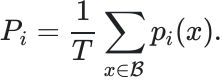 $P_i = \frac{1}{T} \sum_{x \in \mathcal{B}} p_i(x).$